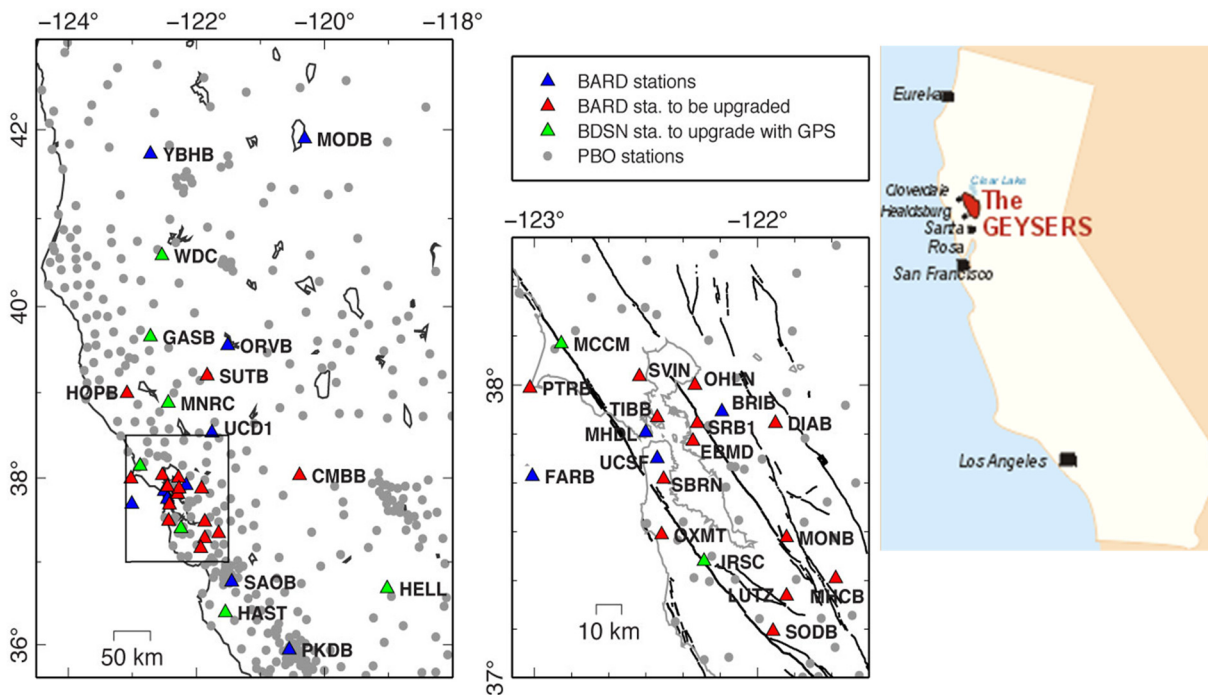 −124° −122° −120° −118°
42°
40°
38°
36°
MODB
YBHB
WDC
GASB
ORVB
SUTB
HOPB
MNRC
UCD1
CMBB
SAOB
HELL
HAST
PKDB
50 km
BARD stations
BARD sta. to be upgraded
BDSN sta. to upgrade with GPS
PBO stations
−123° −122°
38°
37°
MCCM
SVIN
OHLN
PTRB
BRIB
TIBB
SRB1
DIAB
MHDL
EBMD
UCSF
FARB
SBRN
OXMT
MONB
JRSC
LUTZ
MHCB
SODB
10 km
Eureka
Clear Lake
Cloverdale
The
Healdsburg
GEYSERS
Santa
Rosa
San Francisco
Los Angeles